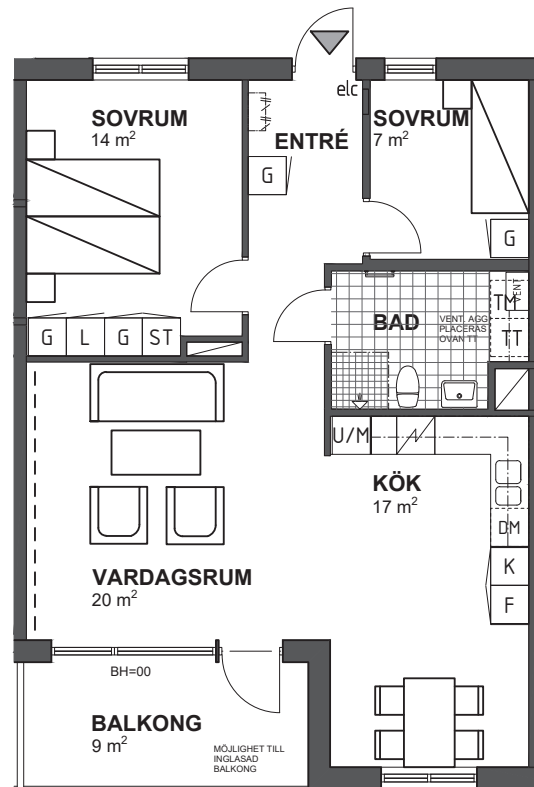 elc
SOVRUM
14 m²
SOVRUM
7 m²
ENTRÉ
G
G
TM
VENT
BAD
VENT. AGG
PLACERAS
OVAN TT
TT
G L G ST
U/M
KÖK
17 m²
DM
K
F
VARDAGSRUM
20 m²
BH=00
BALKONG
9 m²
MÖJLIGHET TILL
INGLASAD
BALKONG